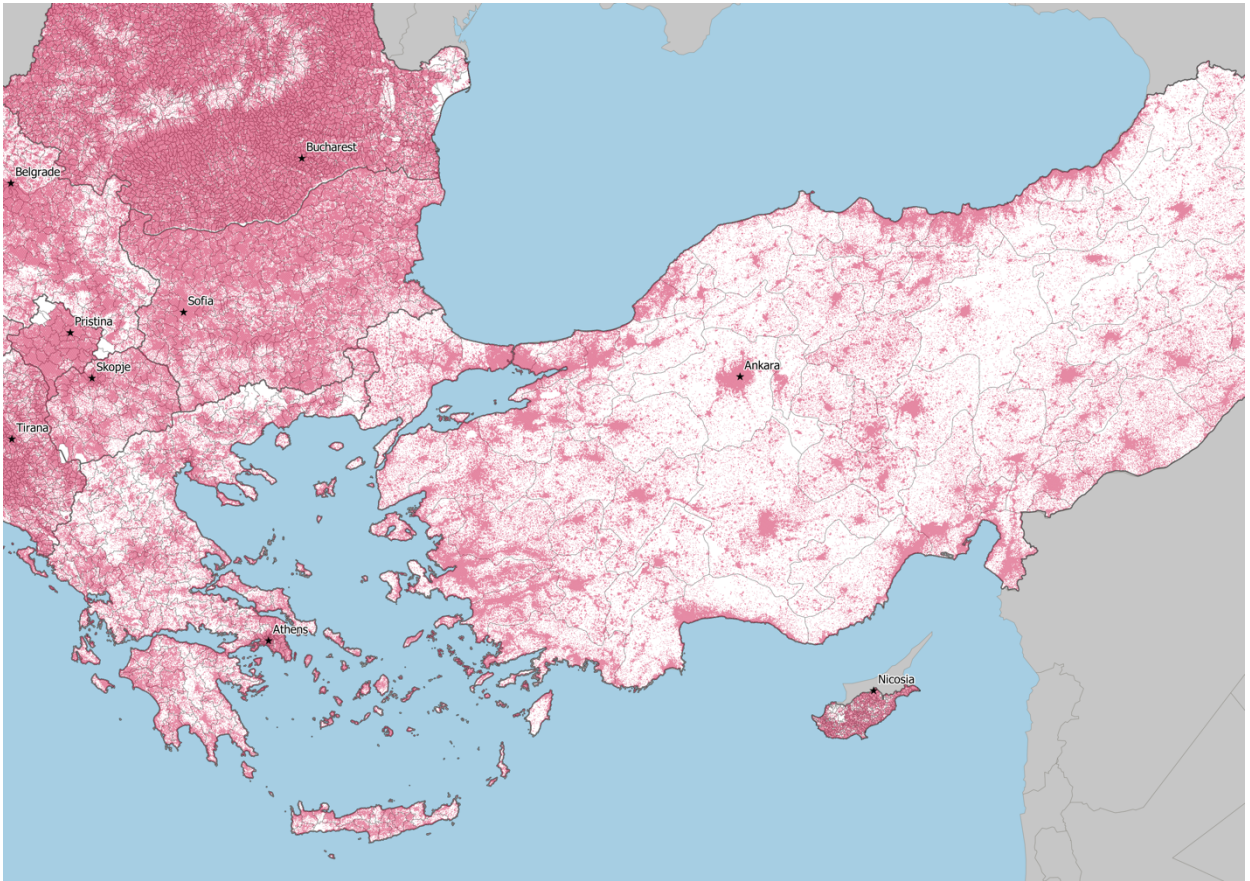 Bucharest
Belgrade
Sofia
Pristina
Skopje
Ankara
Tirana
Athens
Nicosia